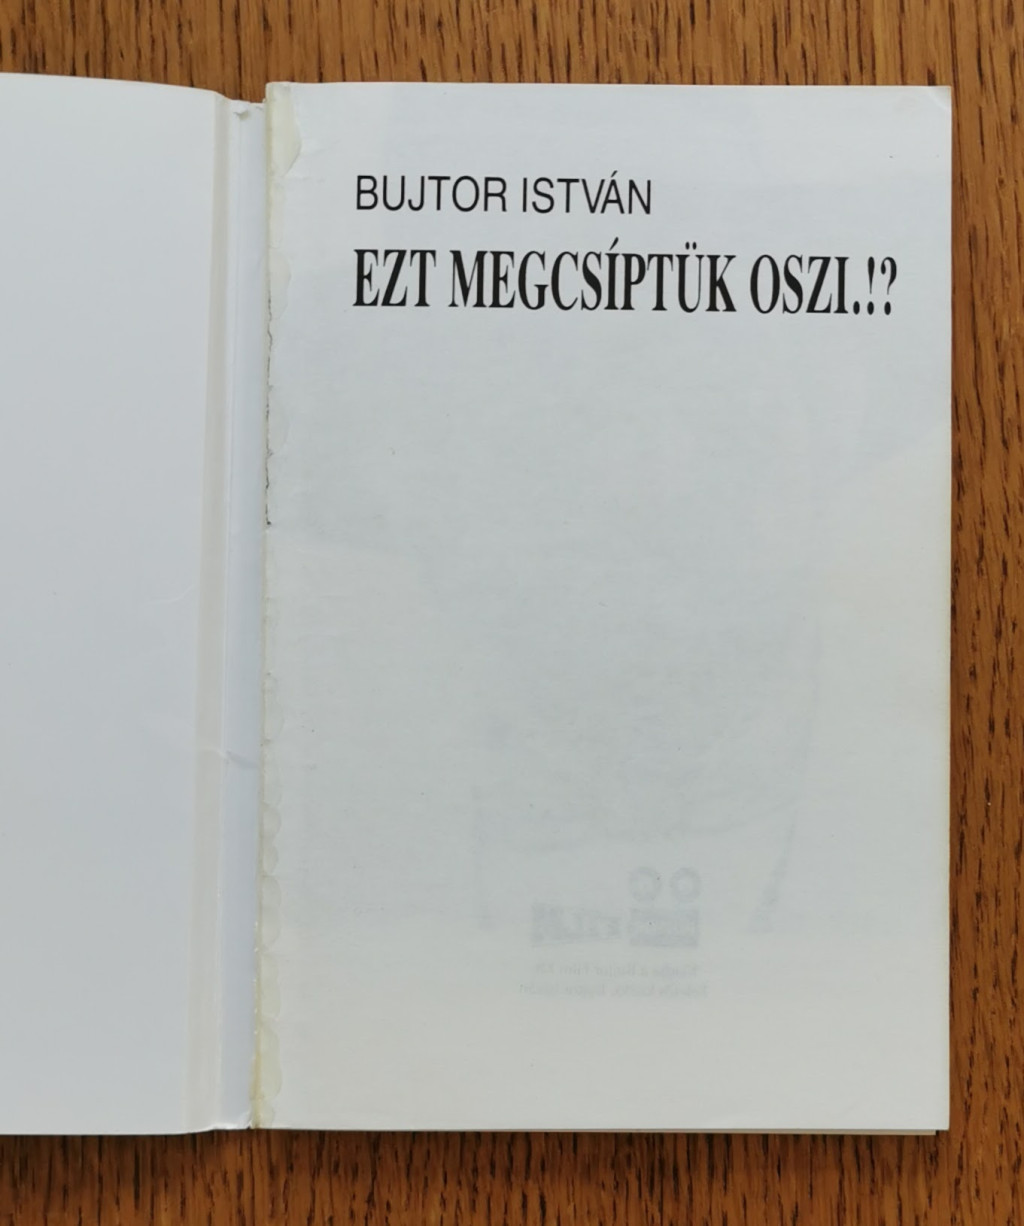 BUJTOR ISTVÁN
EZT MEGCSÍPTÜK OSZI.!?